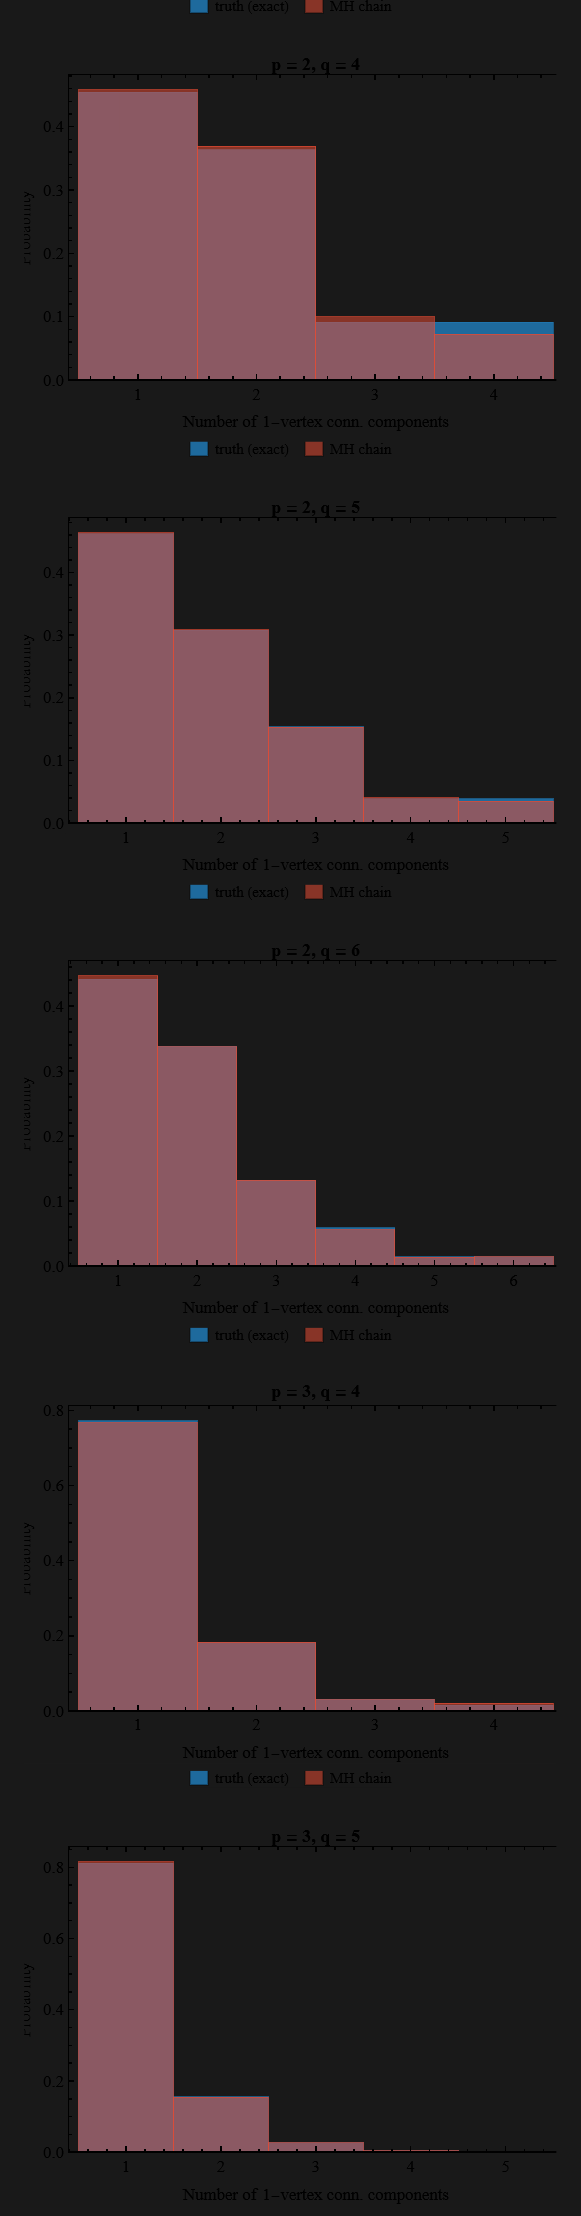 truth (exact) MH chain
p = 2, q = 4
0.4
0.3
0.2
0.1
0.0
Probability
1 2 3 4
Number of 1−vertex conn. components
truth (exact) MH chain
p = 2, q = 5
0.4
0.3
0.2
0.1
0.0
Probability
1 2 3 4 5
Number of 1−vertex conn. components
truth (exact) MH chain
p = 2, q = 6
0.4
0.3
0.2
0.1
0.0
Probability
1 2 3 4 5 6
Number of 1−vertex conn. components
truth (exact) MH chain
p = 3, q = 4
0.8
0.6
0.4
0.2
0.0
Probability
1 2 3 4
Number of 1−vertex conn. components
truth (exact) MH chain
p = 3, q = 5
0.8
0.6
0.4
0.2
0.0
Probability
1 2 3 4 5
Number of 1−vertex conn. components